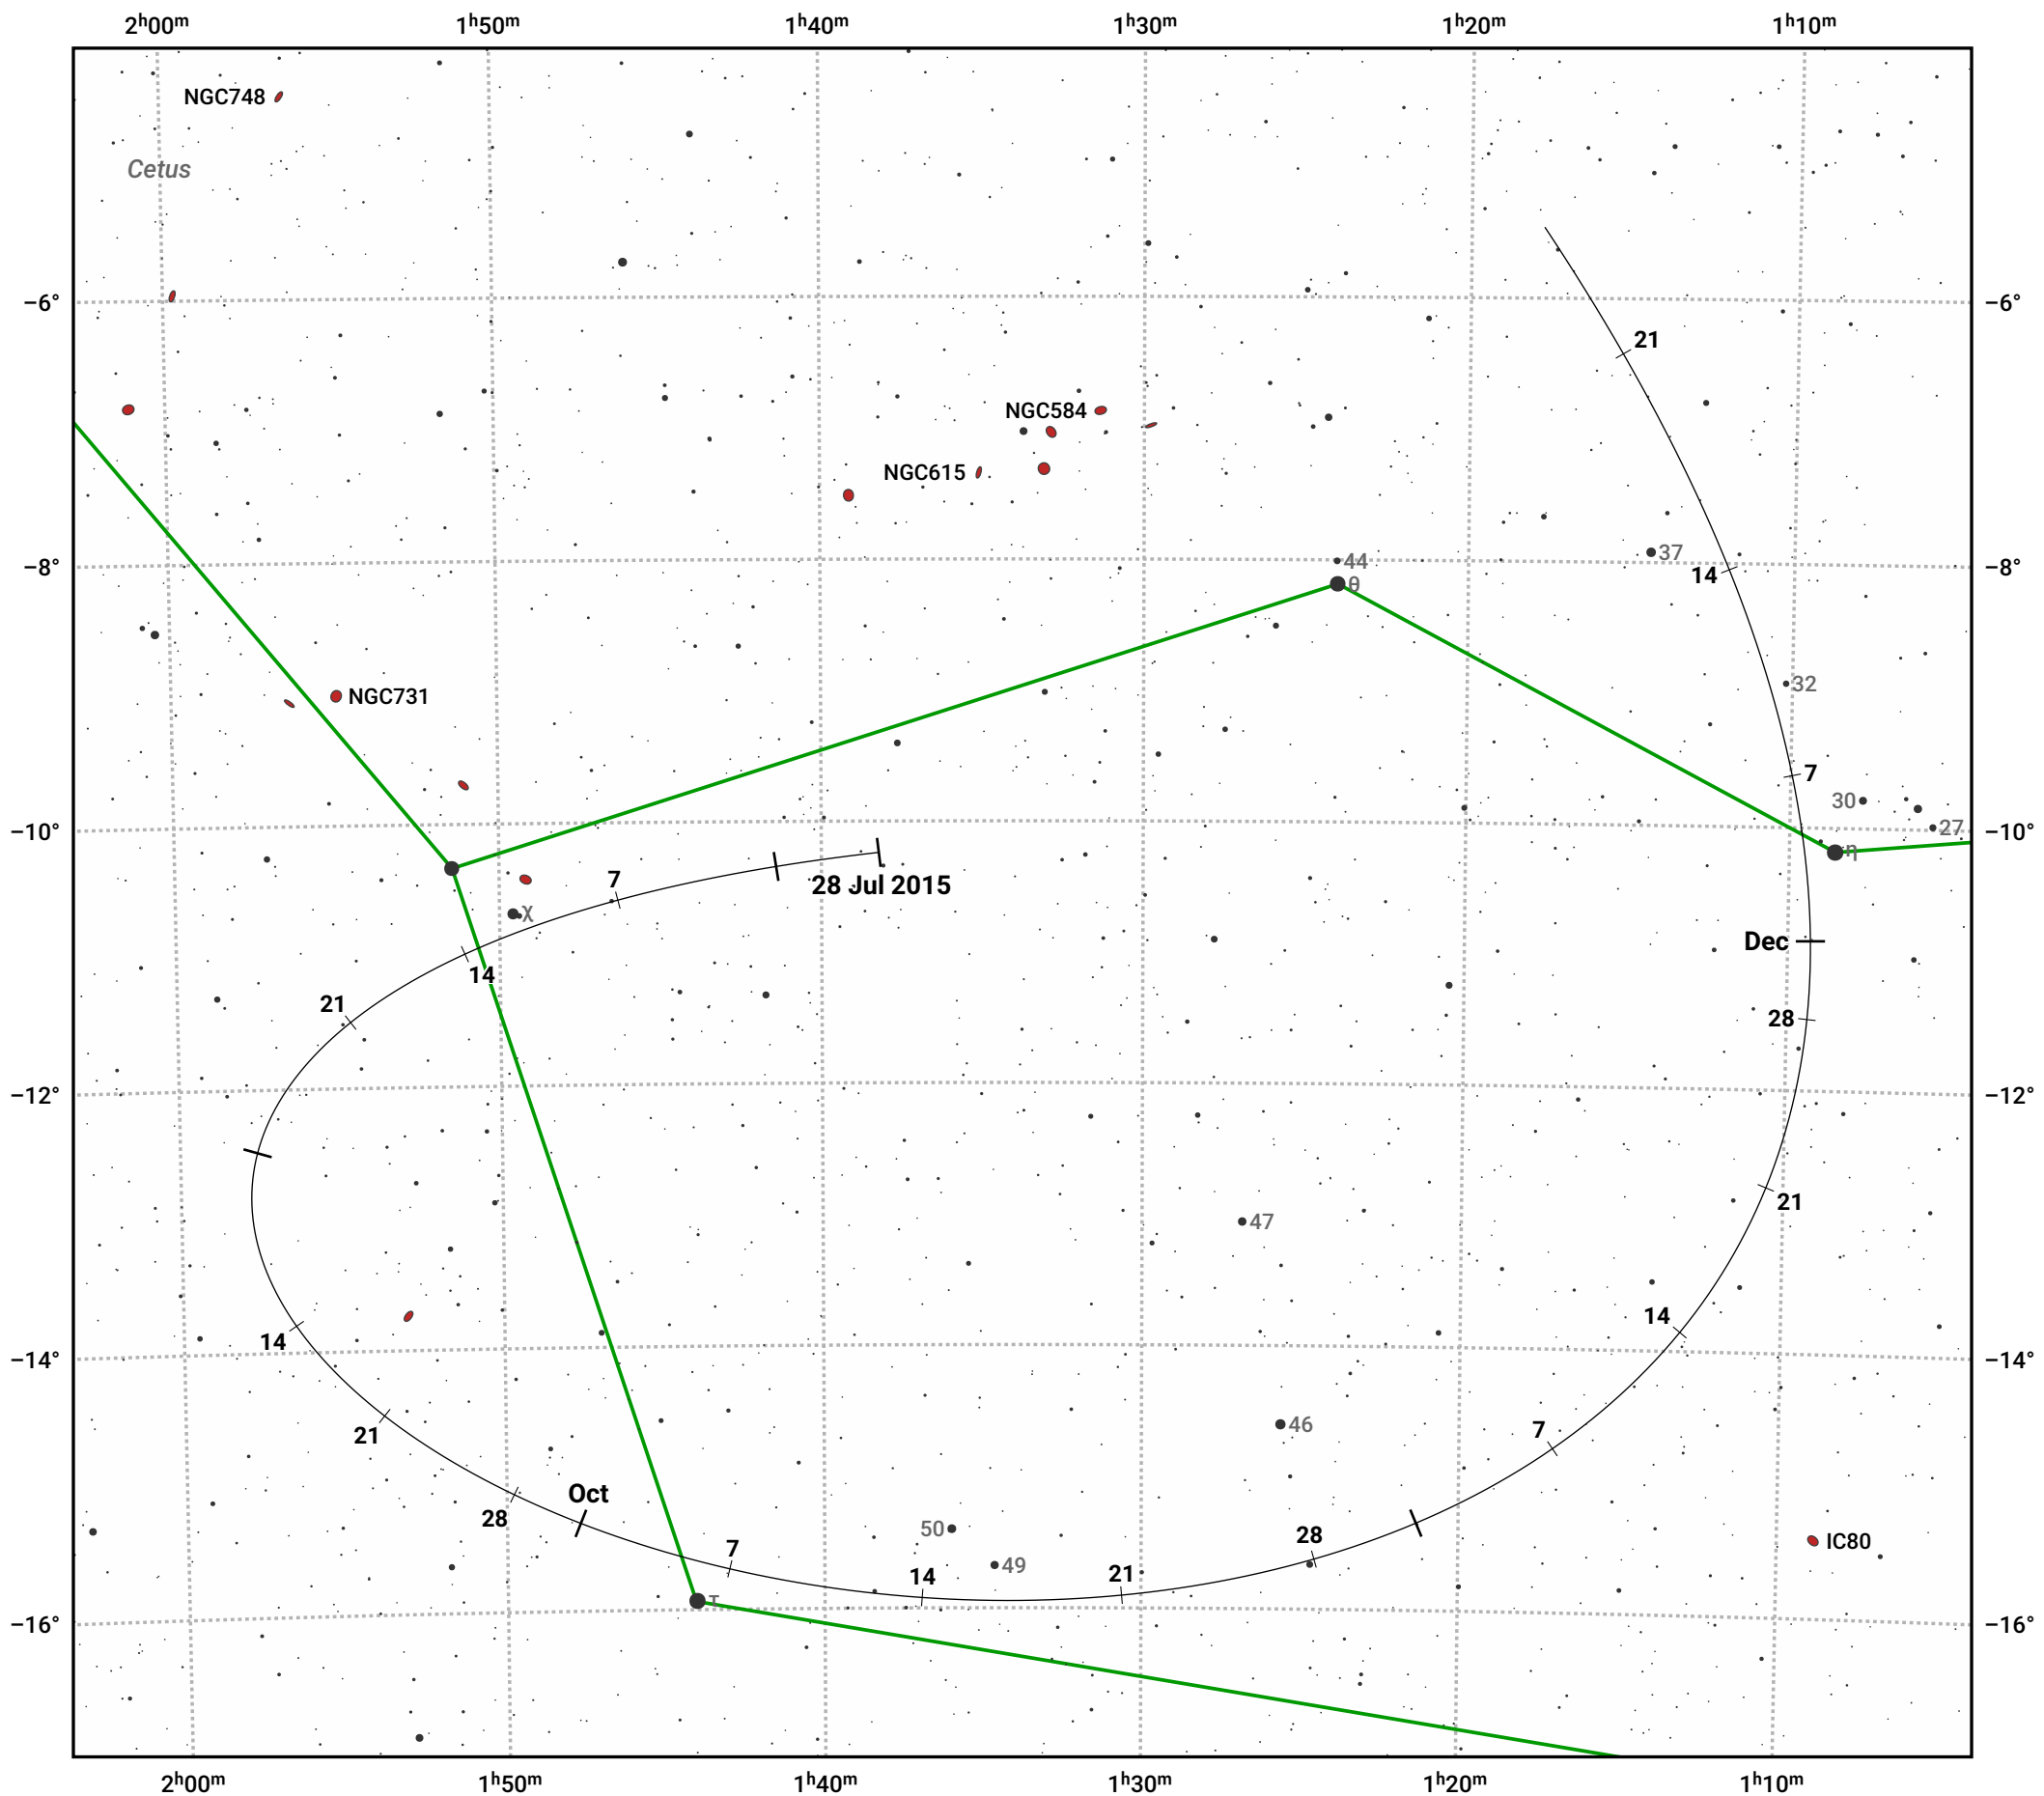 2h00m 1h50m 1h40m 1h30m 1h20m 1h10m
NGC748
Cetus
−6° −6°
21
NGC584
NGC615
37
44
−8° −8°
14
θ
32
NGC731
7
30
27
−10° −10°
η
7
28 Jul 2015
χ
Dec
14
21
28
−12° −12°
21
47
14
14
−14° −14°
46
7
21
Oct
28
50
28
IC80
7
49
21
14
τ
−16° −16°
2h00m 1h50m 1h40m 1h30m 1h20m 1h10m